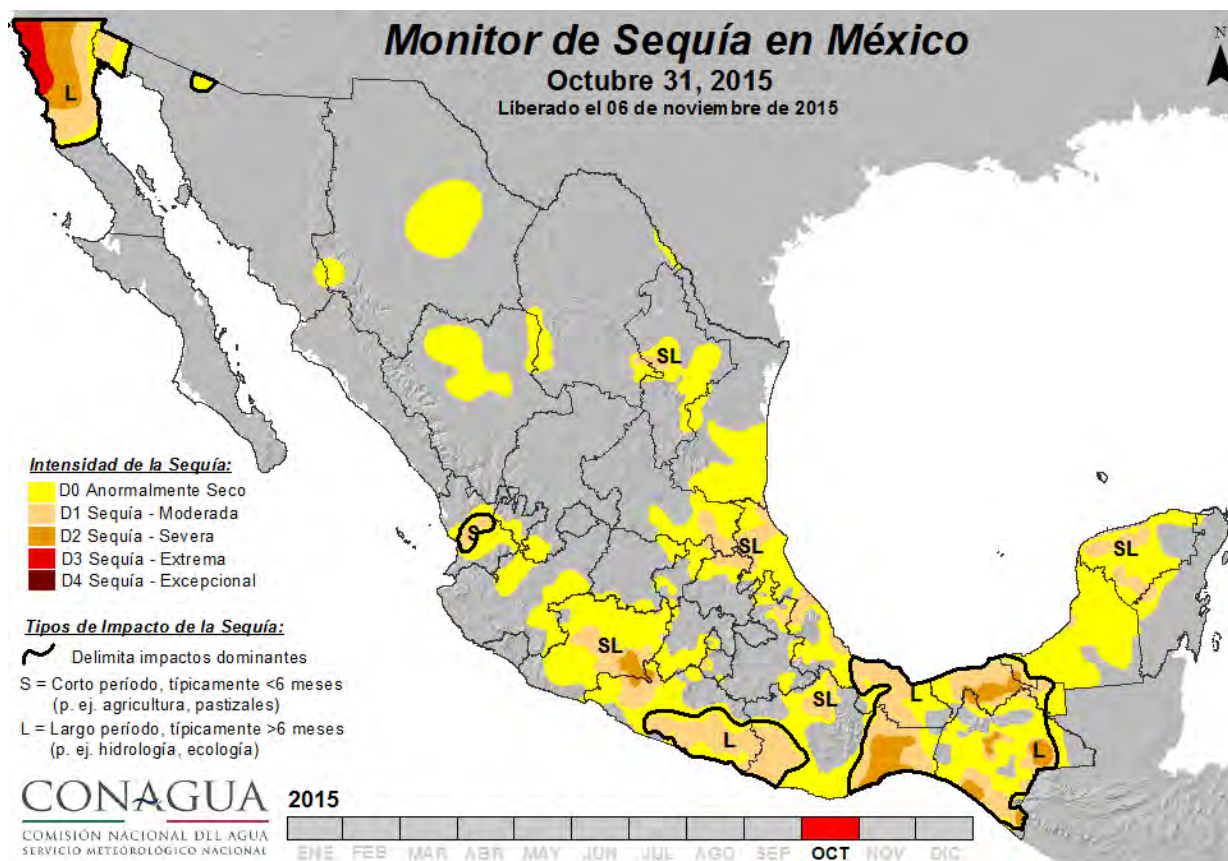 Monitor de Sequía en México
Octubre 31, 2015
Liberado el 06 de noviembre de 2015
N
L
SL
S
SL
SL
SL
SL
L
L
L
Intensidad de la Sequía:
D0 Anormalmente Seco
D1 Sequía - Moderada
D2 Sequía - Severa
D3 Sequía - Extrema
D4 Sequía - Excepcional
Tipos de Impacto de la Sequía:
Delimita impactos dominantes
S = Corto período, típicamente <6 meses
(p. ej. agricultura, pastizales)
L = Largo período, típicamente >6 meses
(p. ej. hidrología, ecología)
CONAGUA
COMISIÓN NACIONAL DEL AGUA
SERVICIO METEOROLÓGICO NACIONAL
2015
ENE FEB MAR ABR MAY JUN JUL AGO SEP OCT NOV DIC